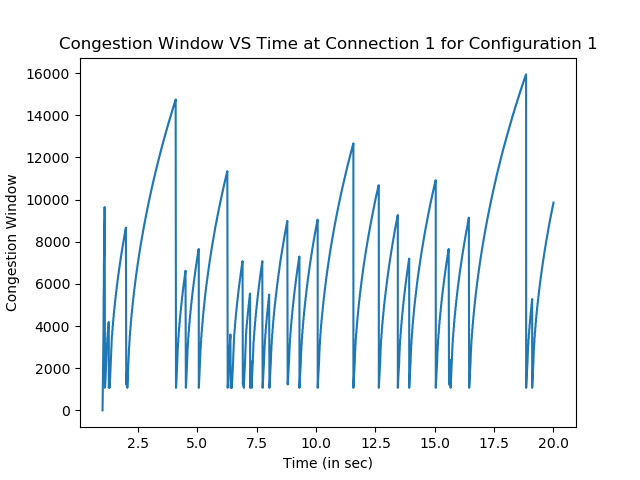 Congestion Window VS Time at Connection 1 for Configuration 1
16000
14000
12000
10000
8000
6000
4000
2000
0
Congestion Window
2.5 5.0 7.5 10.0 12.5 15.0 17.5 20.0
Time (in sec)